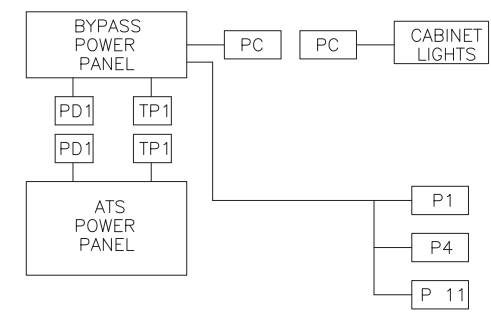 BYPASS
POWER
PANEL
PC
PC
CABINET
LIGHTS
PD1
TP1
PD1
TP1
ATS
POWER
PANEL
P1
P4
P 11